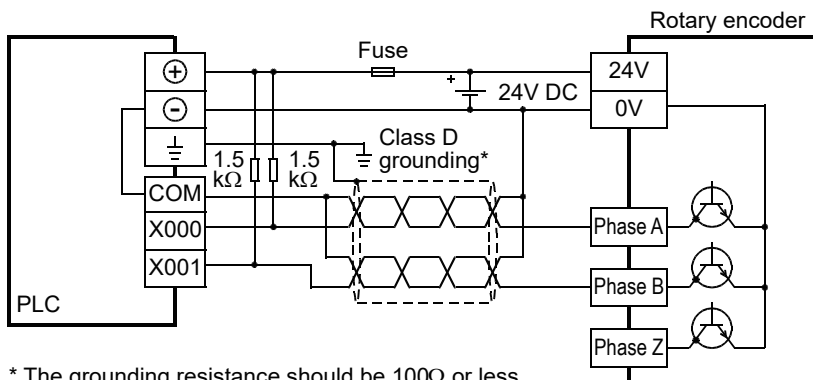 Rotary encoder
Fuse
⊕
24V
⊖
+
24V DC
0V
Class D
grounding*
1.5
kΩ
1.5
kΩ
COM
X000
Phase A
X001
Phase B
PLC
Phase Z
* The grounding resistance should be 100Ω or less.